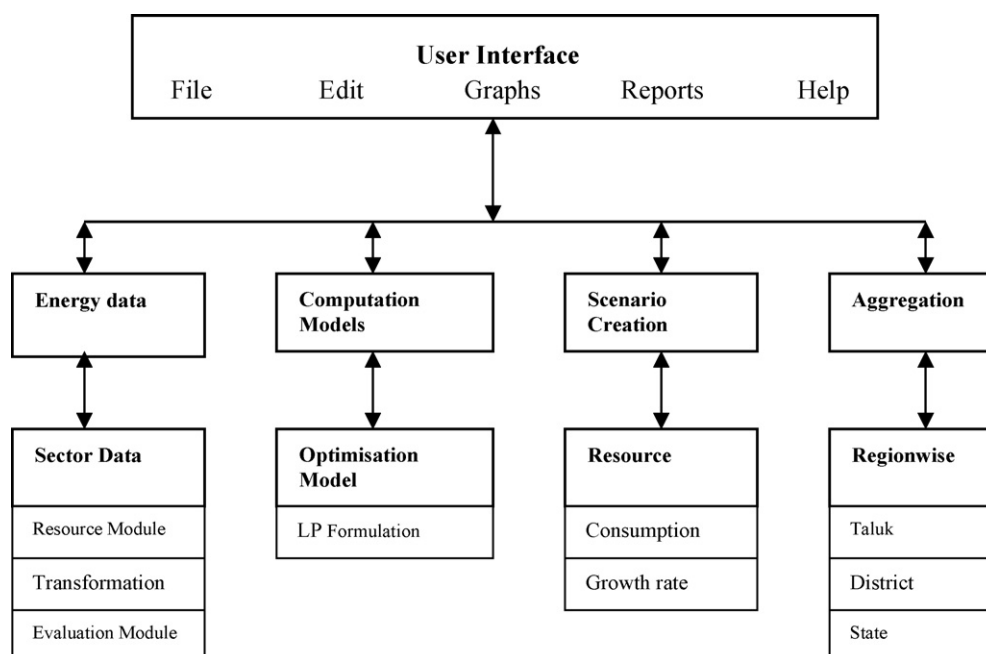 User Interface
File Edit Graphs Reports Help
Energy data
Computation
Models
Scenario
Creation
Aggregation
Sector Data
Resource Module
Transformation
Evaluation Module
Optimisation
Model
LP Formulation
Resource
Consumption
Growth rate
Regionwise
Taluk
District
State